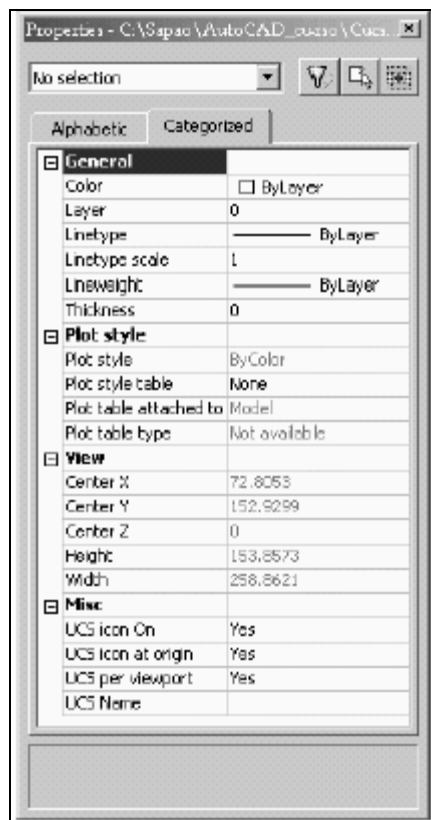 Properties - C:\Sapao\AutoCAD_curso\Curs...
No selection
Alphabetic Categorized
General
Color ByLayer
Layer 0
Linetype ByLayer
Linetype scale 1
Lineweight ByLayer
Thickness 0
Plot style
Plot style ByColor
Plot style table None
Plot table attached to Model
Plot table type Not available
View
Center X 72.8053
Center Y 152.9299
Center Z 0
Height 153.8573
Width 258.8621
Misc
UCS icon On Yes
UCS icon at origin Yes
UCS per viewport Yes
UCS Name